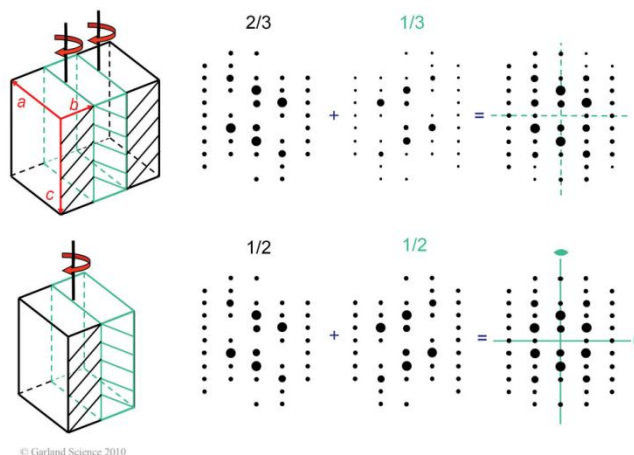 2/3 1/3
a b
+ =
c
1/2 1/2
+ =
© Garland Science 2010